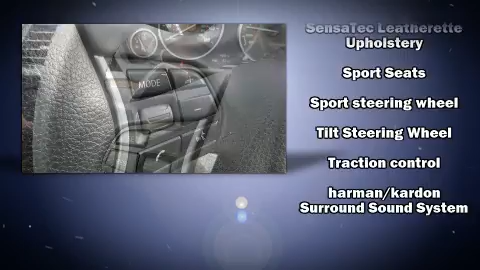 SensaTec Leatherette
Upholstery
Sport Seats
Sport steering wheel
Tilt Steering Wheel
Traction control
harman/kardon
Surround Sound System
MODE